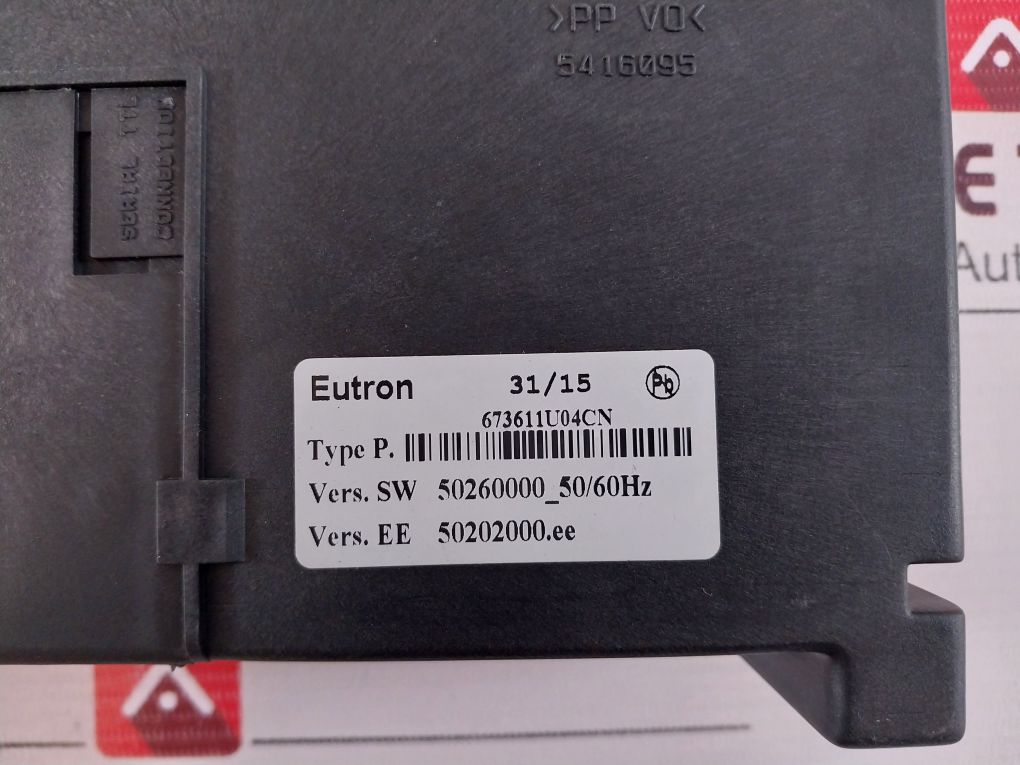 >PP VO<
5416095
SERIAL TTL
CONNECTION
E
Aut
Eutron 31/15 Pb
673611U04CN
Type P.
Vers. SW 50260000_50/60Hz
Vers. EE 50202000.ee